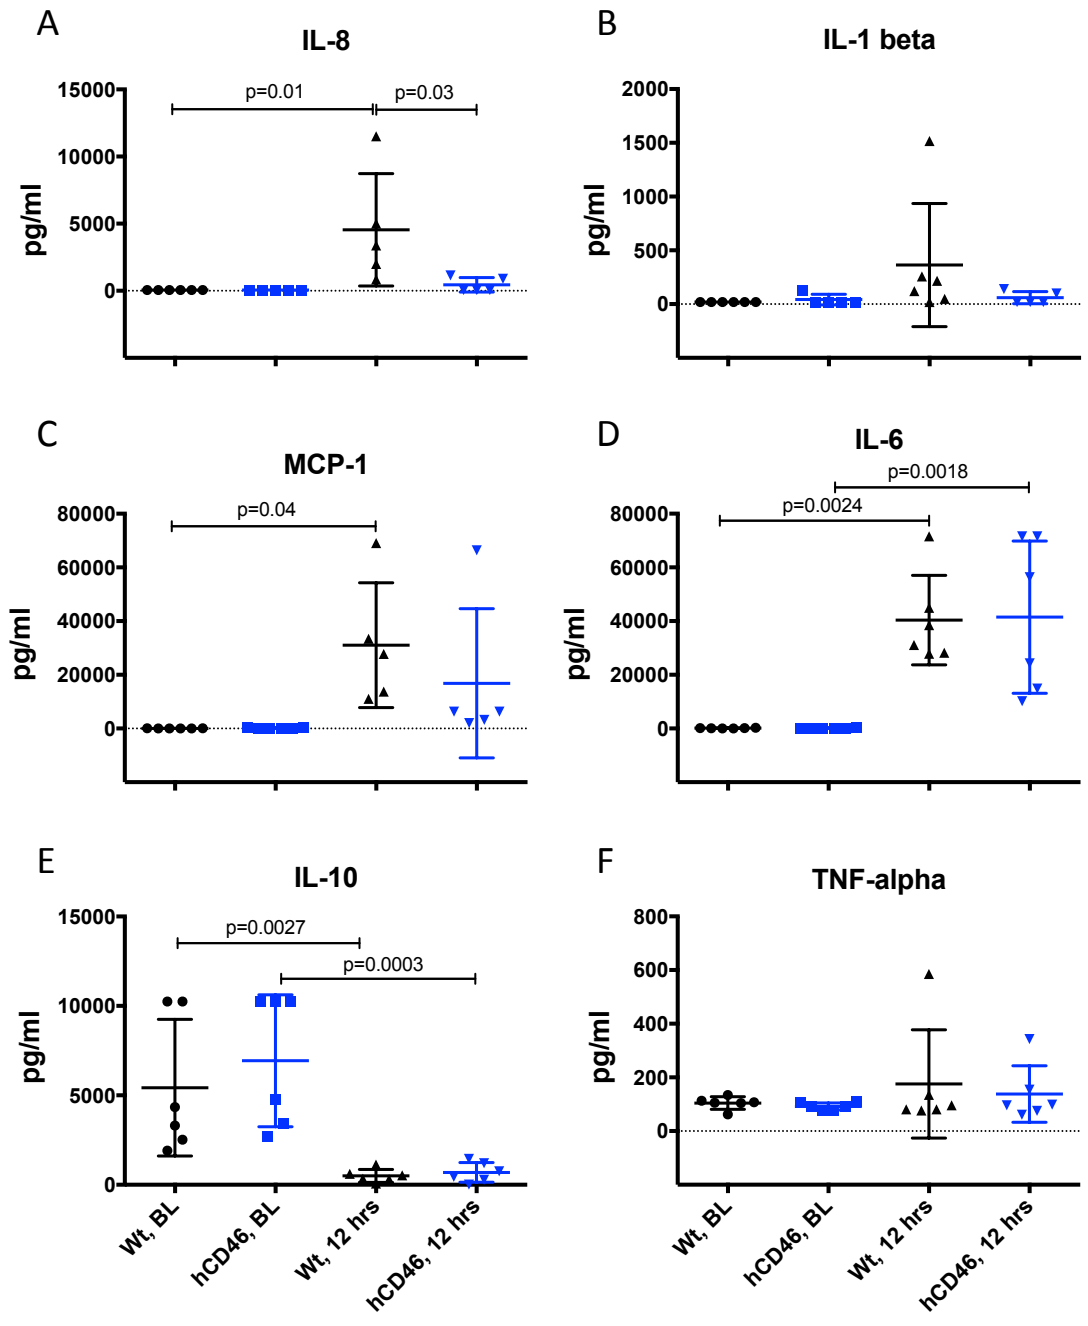 A
IL-8
15000
10000
5000
0
pg/ml
p=0.01
p=0.03
B
IL-1 beta
2000
1500
1000
500
0
pg/ml
C
MCP-1
80000
60000
40000
20000
0
pg/ml
p=0.04
D
IL-6
80000
60000
40000
20000
0
pg/ml
p=0.0018
p=0.0024
E
IL-10
15000
10000
5000
0
pg/ml
p=0.0027
p=0.0003
Wt, BL
hCD46, BL
Wt, 12 hrs
hCD46, 12 hrs
F
TNF-alpha
800
600
400
200
0
pg/ml
Wt, BL
hCD46, BL
Wt, 12 hrs
hCD46, 12 hrs